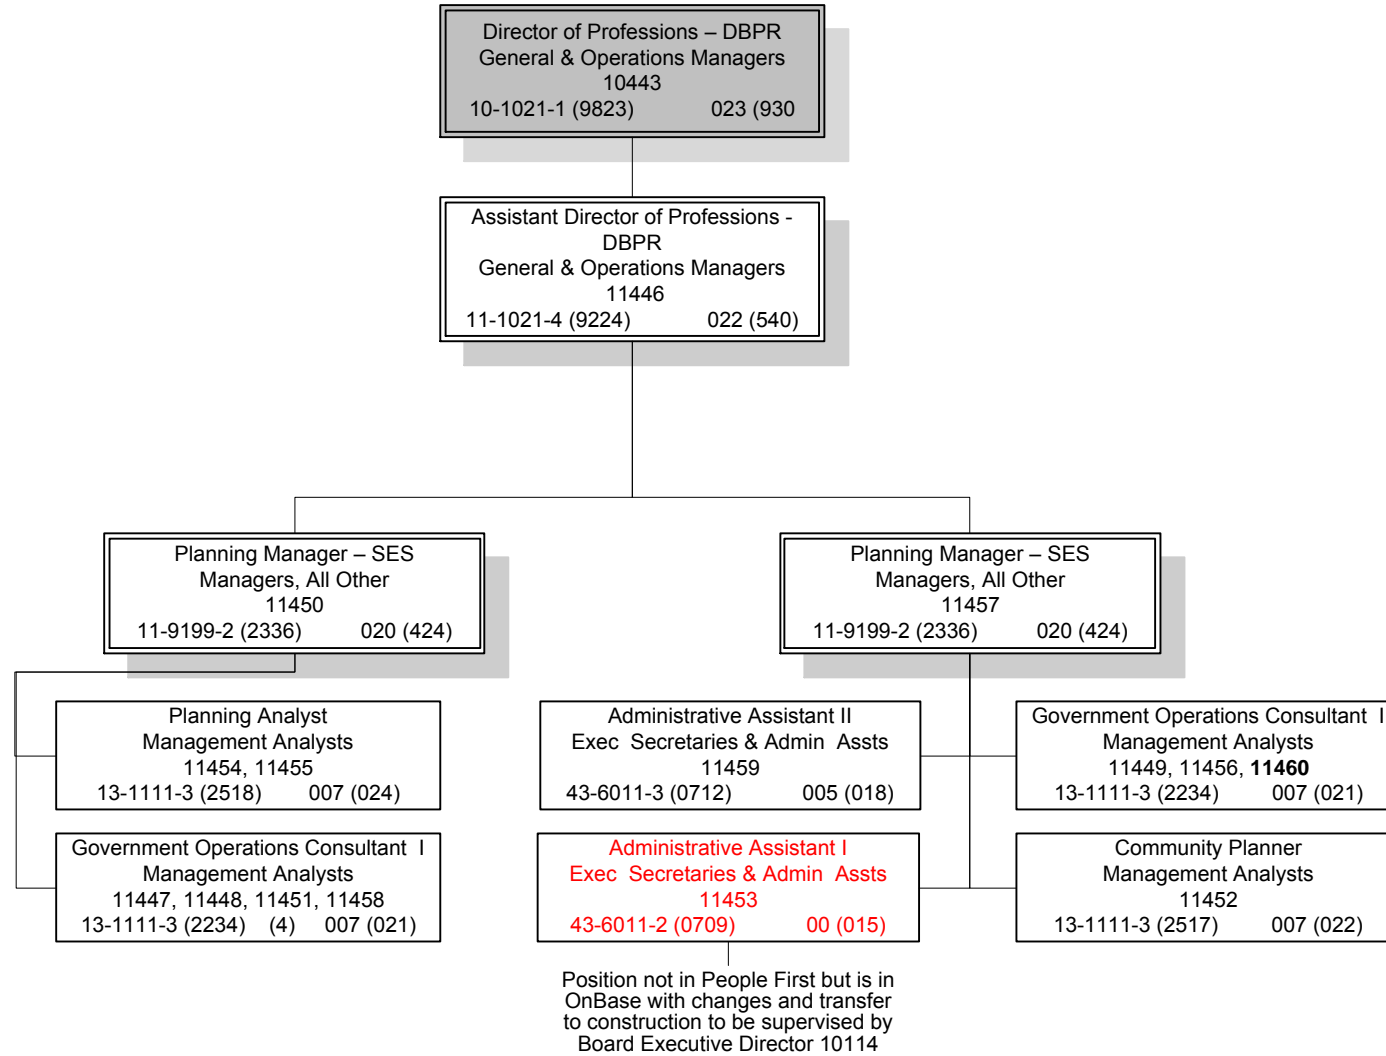 Director of Professions – DBPR
General & Operations Managers
10443
10-1021-1 (9823) 023 (930
Assistant Director of Professions -
DBPR
General & Operations Managers
11446
11-1021-4 (9224) 022 (540)
Planning Manager – SES
Managers, All Other
11450
11-9199-2 (2336) 020 (424)
Planning Manager – SES
Managers, All Other
11457
11-9199-2 (2336) 020 (424)
Planning Analyst
Management Analysts
11454, 11455
13-1111-3 (2518) 007 (024)
Administrative Assistant II
Exec Secretaries & Admin Assts
11459
43-6011-3 (0712) 005 (018)
Government Operations Consultant I
Management Analysts
11449, 11456, 11460
13-1111-3 (2234) 007 (021)
Government Operations Consultant I
Management Analysts
11447, 11448, 11451, 11458
13-1111-3 (2234) (4) 007 (021)
Administrative Assistant I
Exec Secretaries & Admin Assts
11453
43-6011-2 (0709) 00 (015)
Community Planner
Management Analysts
11452
13-1111-3 (2517) 007 (022)
Position not in People First but is in
OnBase with changes and transfer
to construction to be supervised by
Board Executive Director 10114